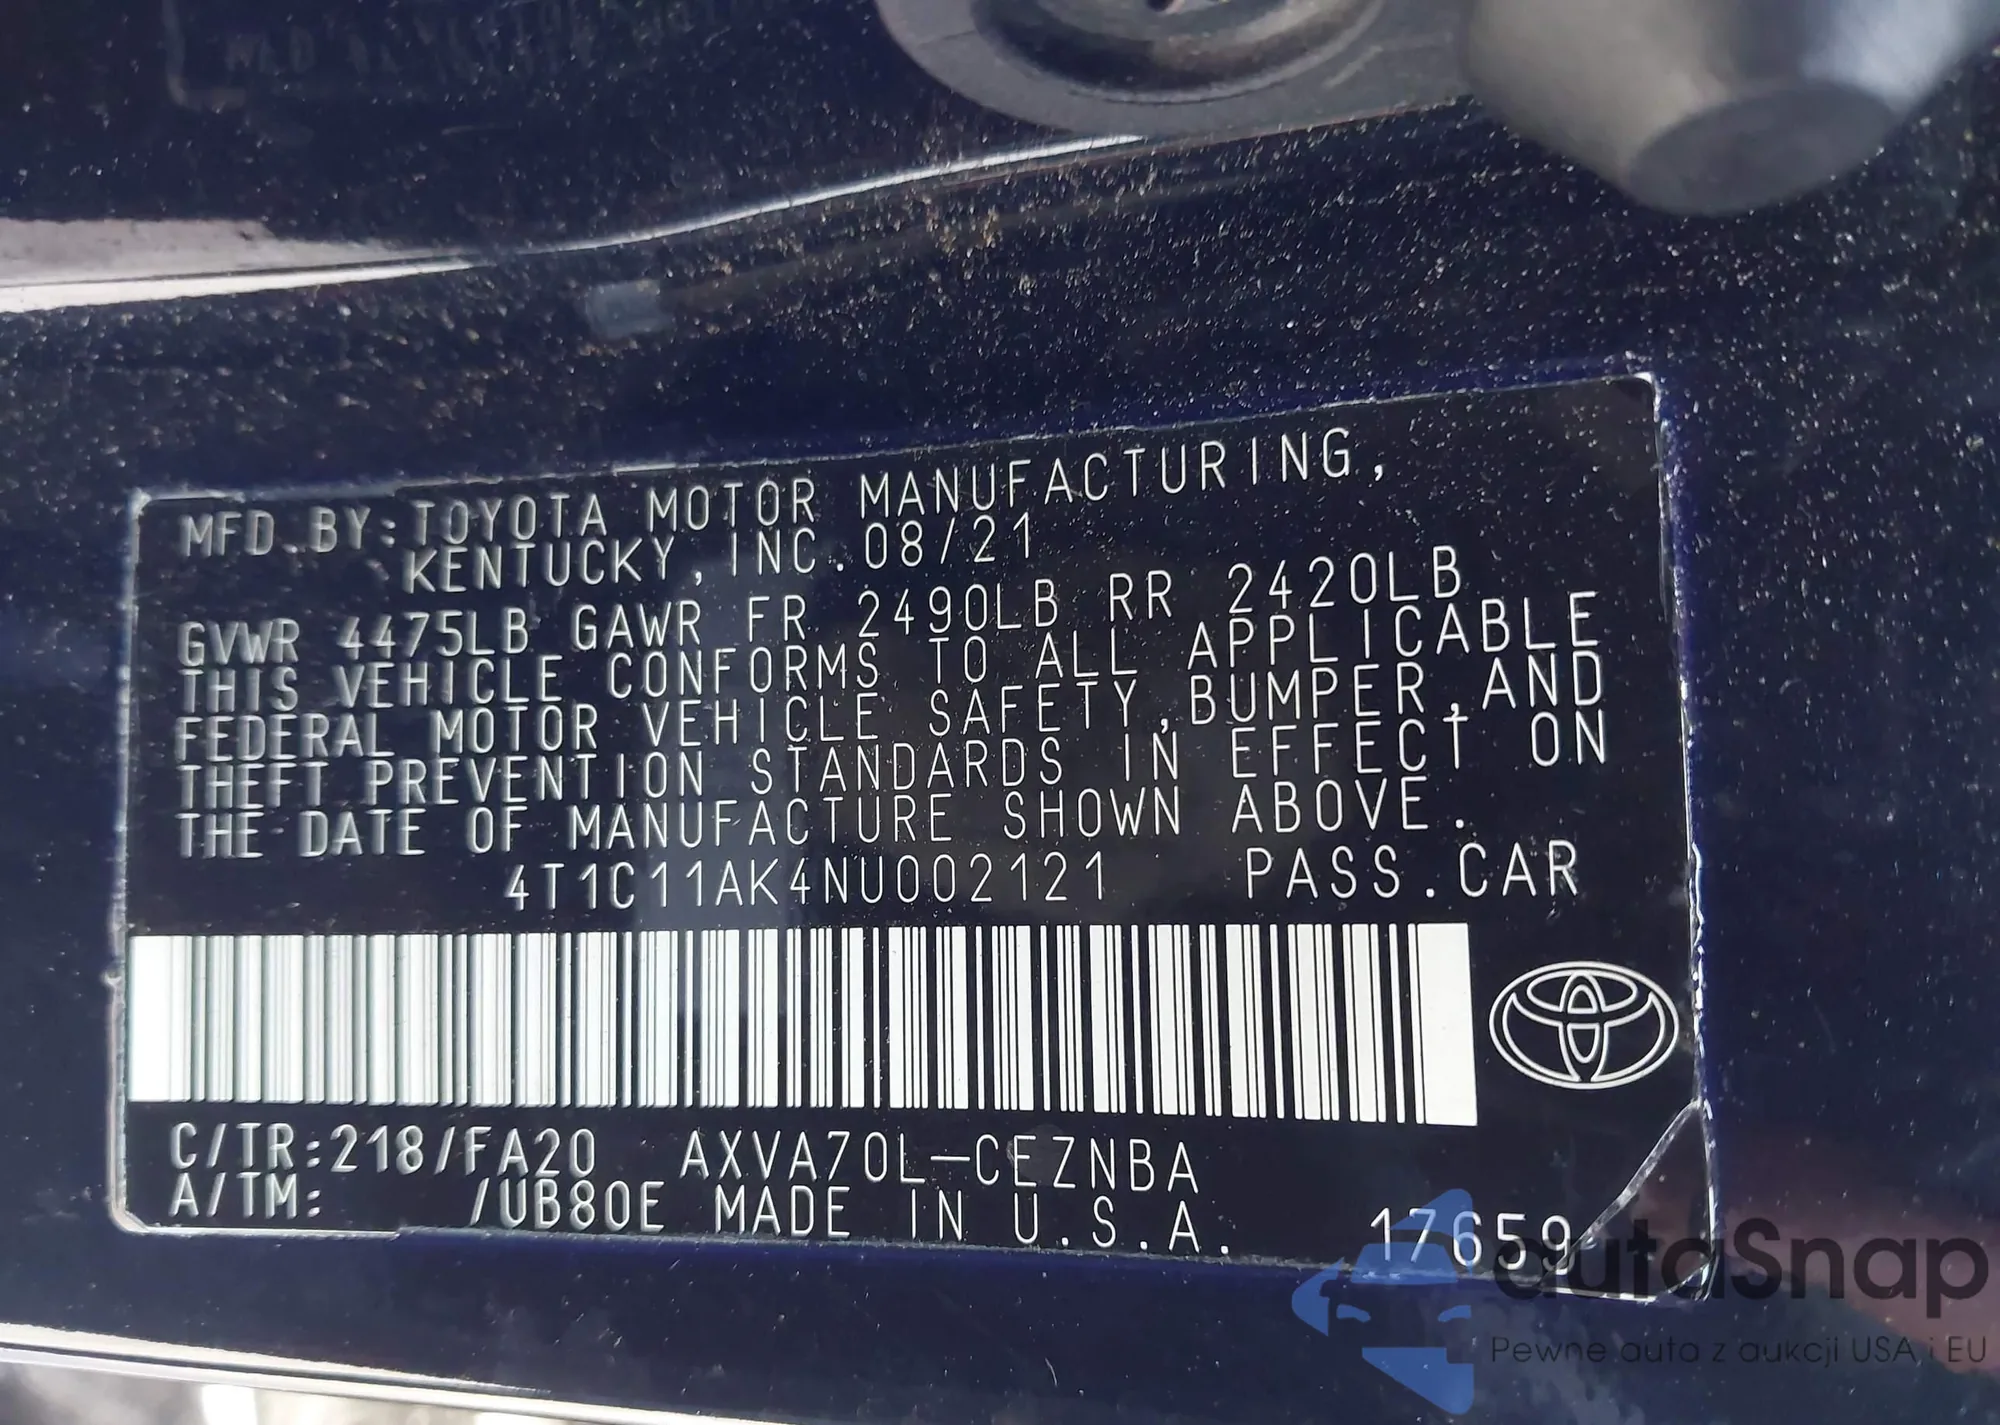 MFD.BY:TOYOTA MOTOR MANUFACTURING,
KENTUCKY,INC.08/21
GVWR 4475LB GAWR FR 2490LB RR 2420LB
THIS VEHICLE CONFORMS TO ALL APPLICABLE
FEDERAL MOTOR VEHICLE SAFETY,BUMPER,AND
THEFT PREVENTION STANDARDS IN EFFECT ON
THE DATE OF MANUFACTURE SHOWN ABOVE.
4T1C11AK4NU002121 PASS.CAR
C/TR:218/FA20 AXVA70L-CEZNBA
A/TM: /UB80E MADE IN U.S.A. 17659
autaSnap
Pewne auta z aukcji USA i EU